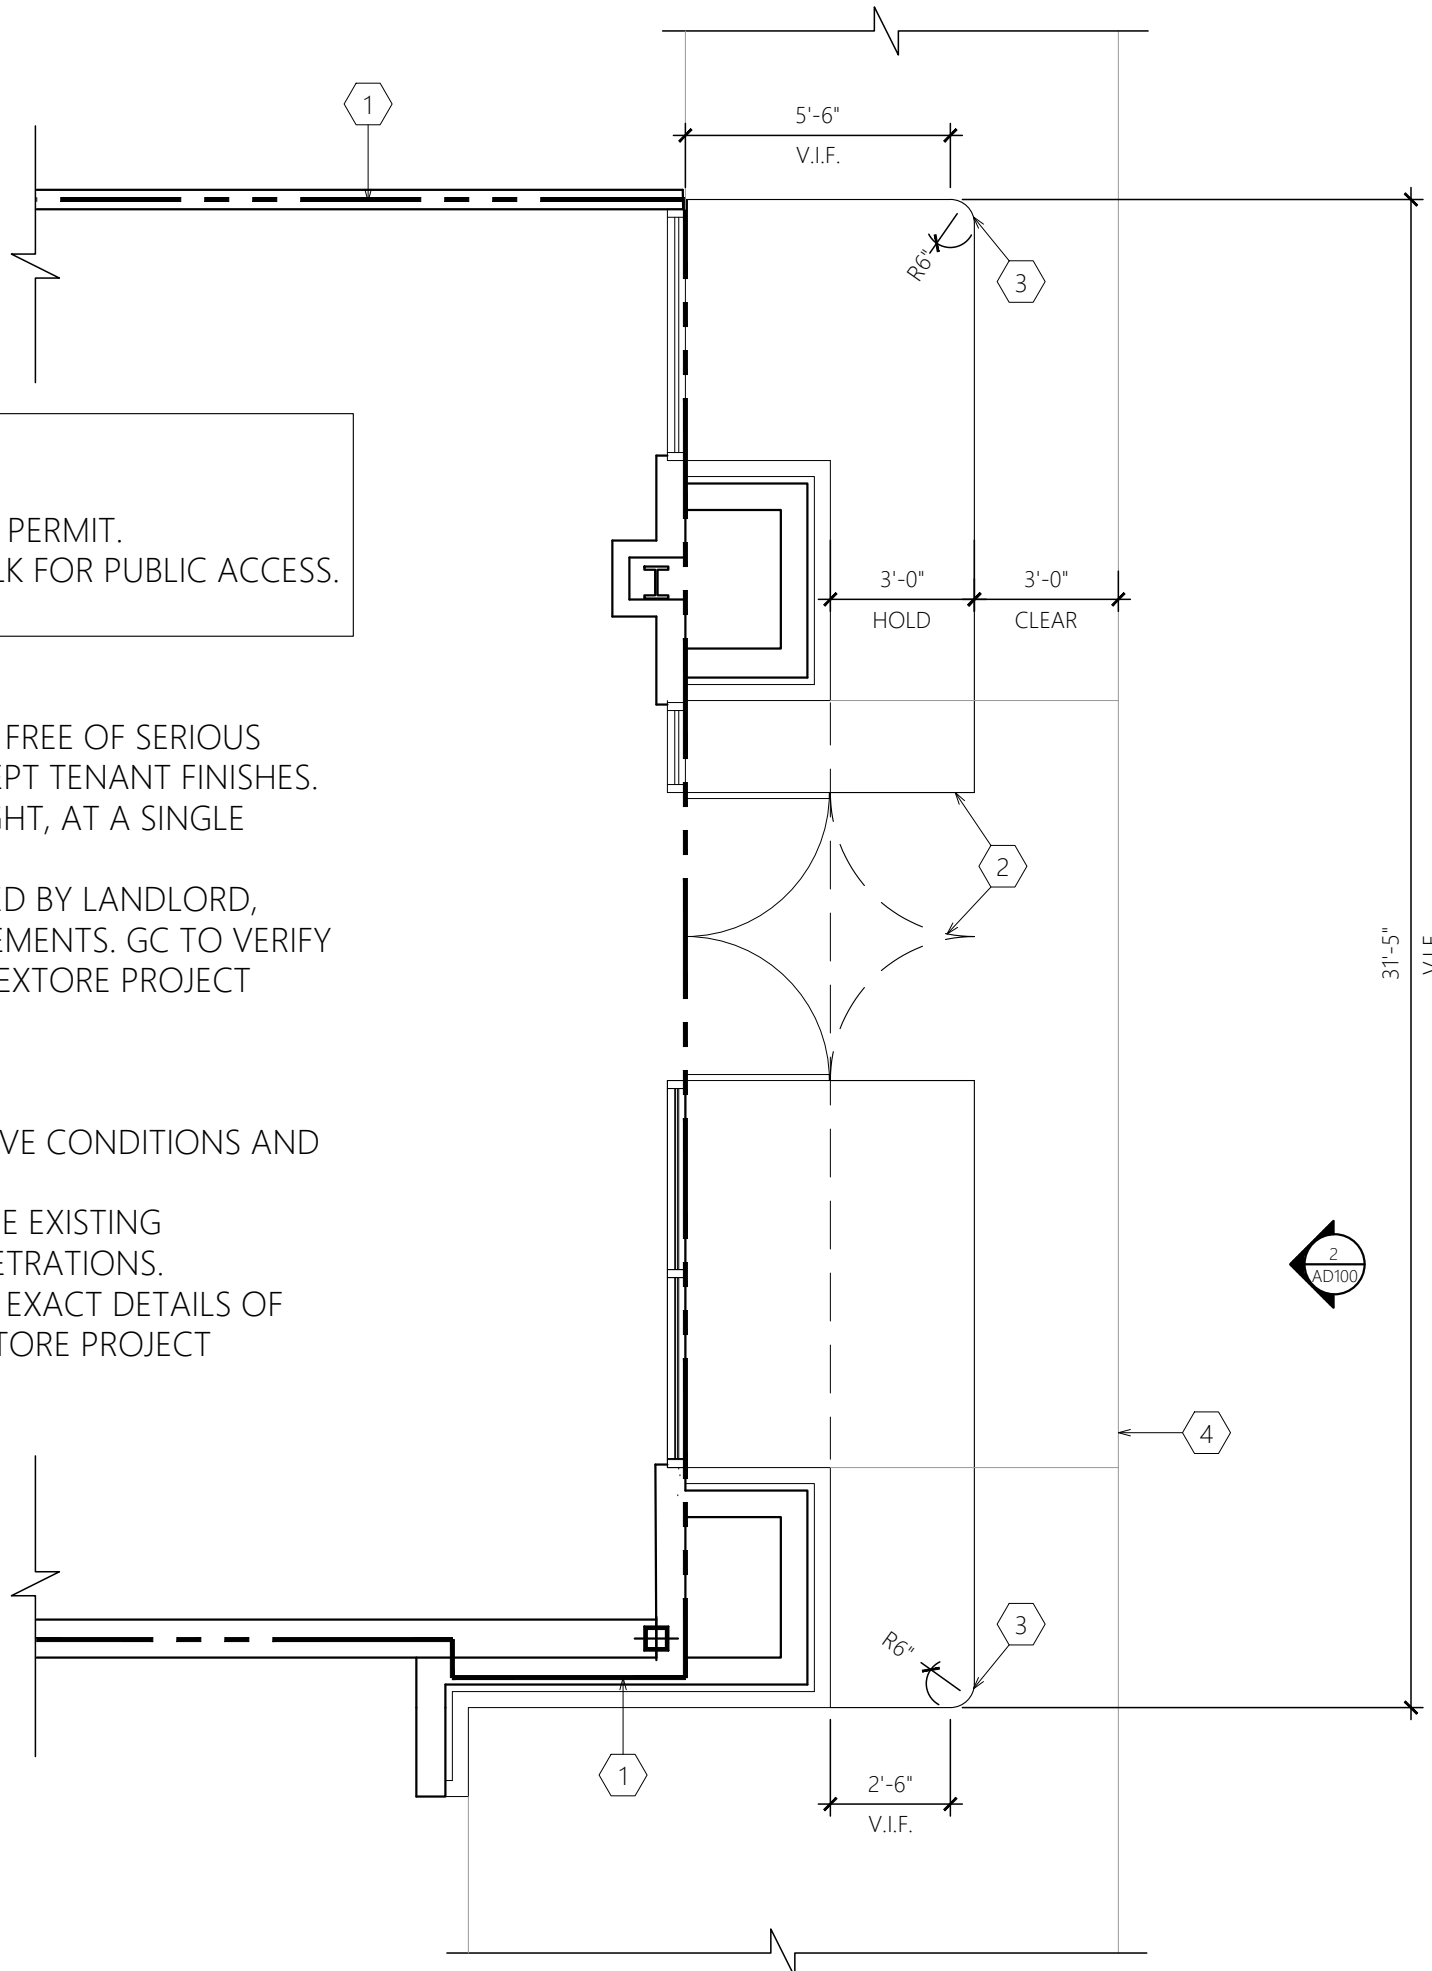 1
5'-6"
V.I.F.
R6"
3
PERMIT.
LK FOR PUBLIC ACCESS.
3'-0"
HOLD
3'-0"
CLEAR
FREE OF SERIOUS
EPT TENANT FINISHES.
GHT, AT A SINGLE
2
ED BY LANDLORD,
EMENTS. GC TO VERIFY
EXTORE PROJECT
31'-5"
V.I.F.
VE CONDITIONS AND
E EXISTING
ETRATIONS.
EXACT DETAILS OF
TORE PROJECT
2
AD100
4
R6"
3
1
2'-6"
V.I.F.